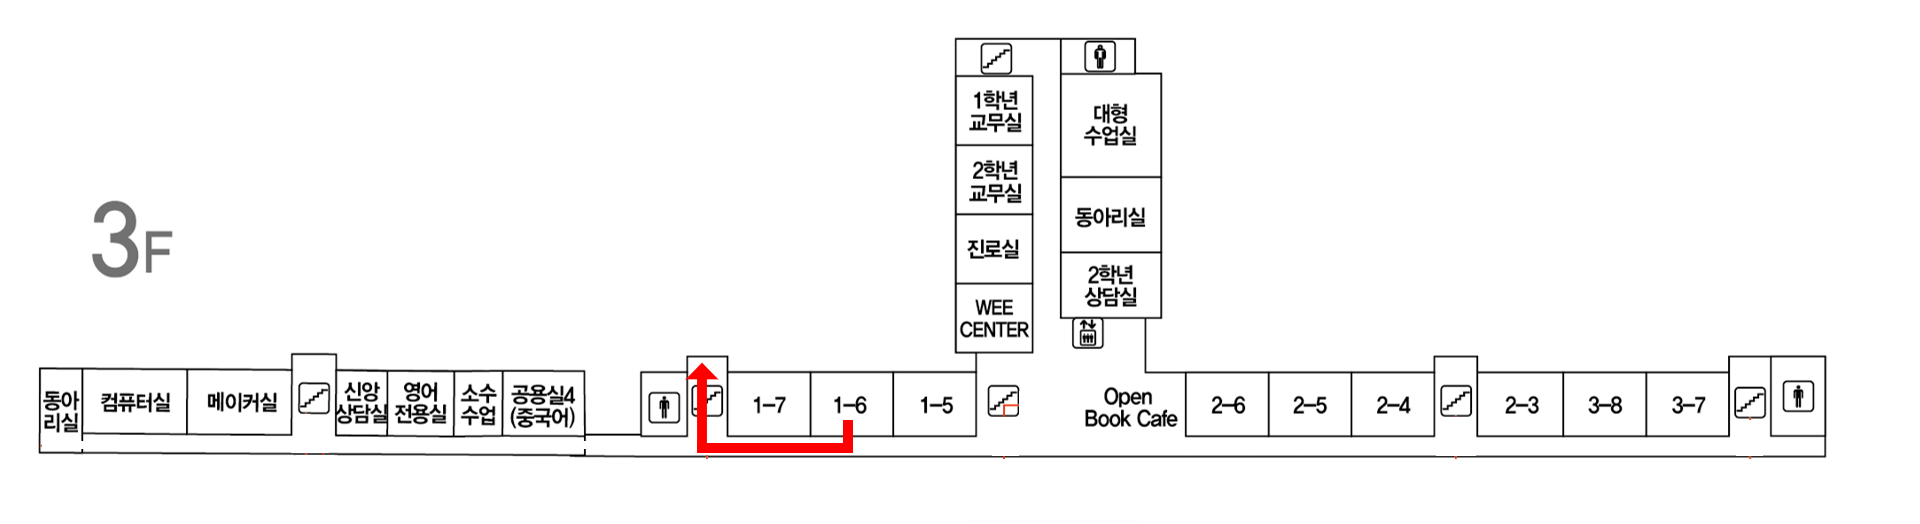 1학년
교무실
2학년
교무실
진로실
WEE
CENTER
대형
수업실
동아리실
2학년
상담실
3F
동아
리실
컴퓨터실
메이커실
신앙
상담실
영어
전용실
소수
수업
공용실4
(중국어)
1-7
1-6
1-5
Open
Book Cafe
2-6
2-5
2-4
2-3
3-8
3-7